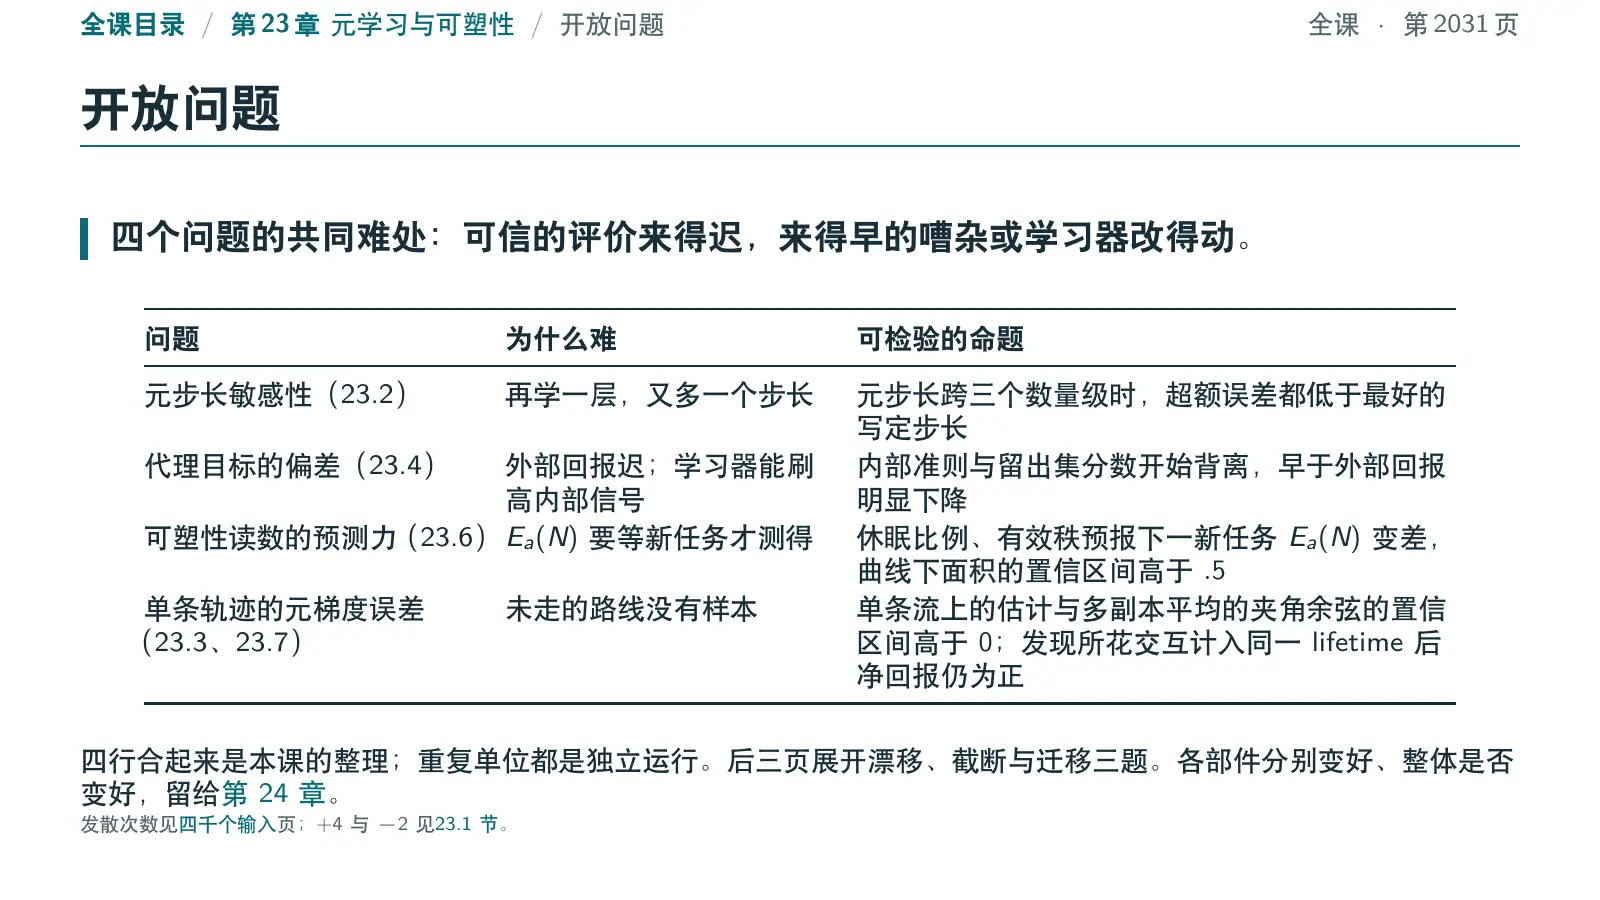 全课目录 / 第 23 章 元学习与可塑性 / 开放问题
全课 · 第 2031 页
开放问题
四个问题的共同难处：可信的评价来得迟，来得早的嘈杂或学习器改得动。
问题 为什么难 可检验的命题
元步长敏感性（23.2） 再学一层，又多一个步长 元步长跨三个数量级时，超额误差都低于最好的
写定步长
代理目标的偏差（23.4） 外部回报迟；学习器能刷 内部准则与留出集分数开始背离，早于外部回报
高内部信号 明显下降
可塑性读数的预测力（23.6） Eₐ(N) 要等新任务才测得 休眠比例、有效秩预报下一新任务 Eₐ(N) 变差，
曲线下面积的置信区间高于 .5
单条轨迹的元梯度误差 未走的路线没有样本 单条流上的估计与多副本平均的夹角余弦的置信
（23.3、23.7） 区间高于 0；发现所花交互计入同一 lifetime 后
净回报仍为正
四行合起来是本课的整理；重复单位都是独立运行。后三页展开漂移、截断与迁移三题。各部件分别变好、整体是否
变好，留给第 24 章。
发散次数见四千个输入页；+4 与 −2 见23.1 节。